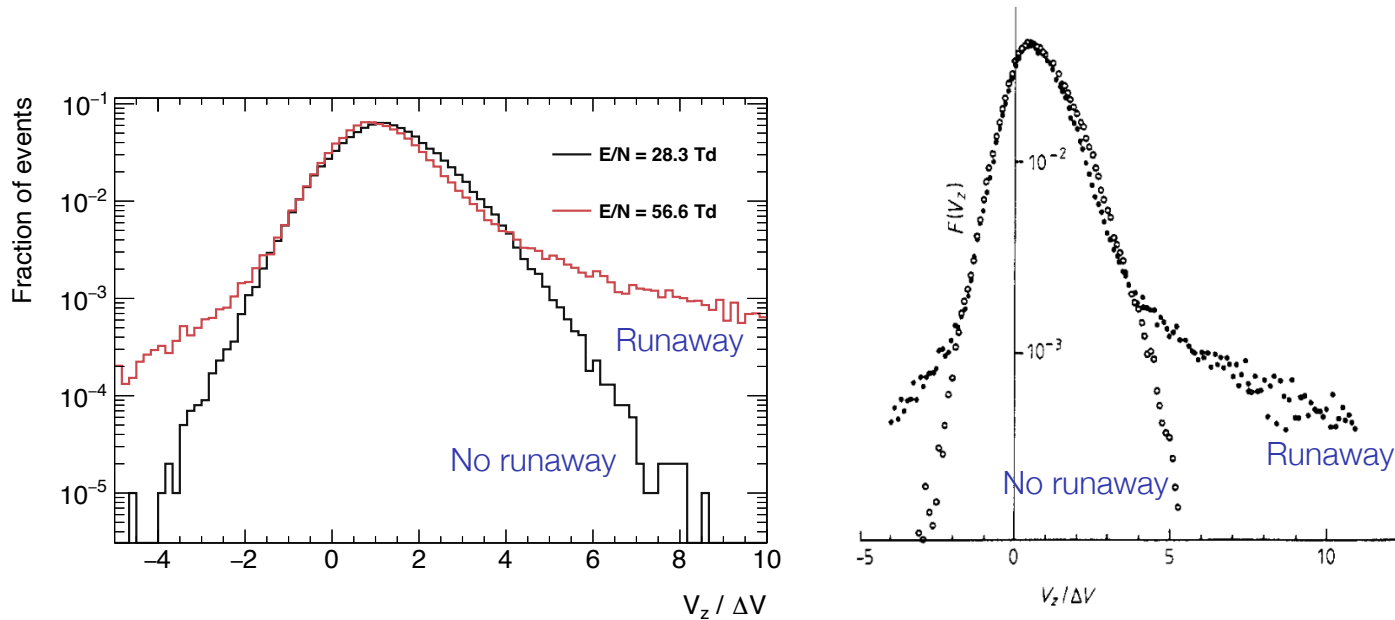 Fraction of events
10⁻¹
10⁻²
10⁻³
10⁻⁴
10⁻⁵
E/N = 28.3 Td
E/N = 56.6 Td
Runaway
No runaway
−4 −2 0 2 4 6 8 10
V_z / ΔV
F(V_z)
10⁻²
10⁻³
Runaway
No runaway
-5 0 5 10
V_z / ΔV